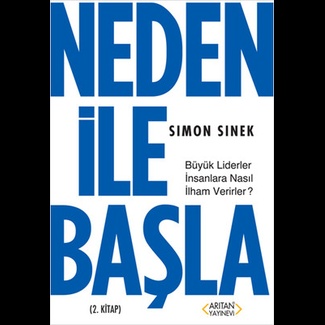 NEDEN
İLE
SIMON SINEK
Büyük Liderler
İnsanlara Nasıl
İlham Verirler?
BAŞLA
(2. KİTAP)
ARITAN
YAYINEVİ